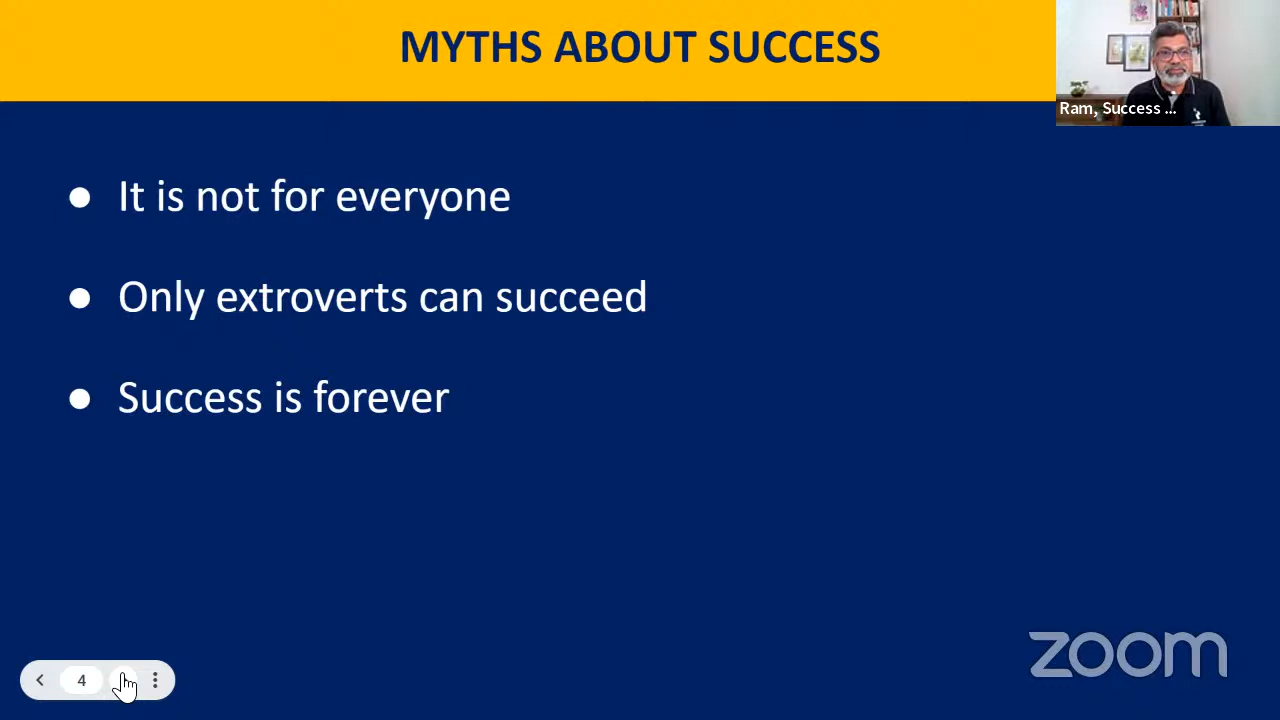 MYTHS ABOUT SUCCESS
Ram, Success ...
● It is not for everyone
● Only extroverts can succeed
● Success is forever
4
zoom